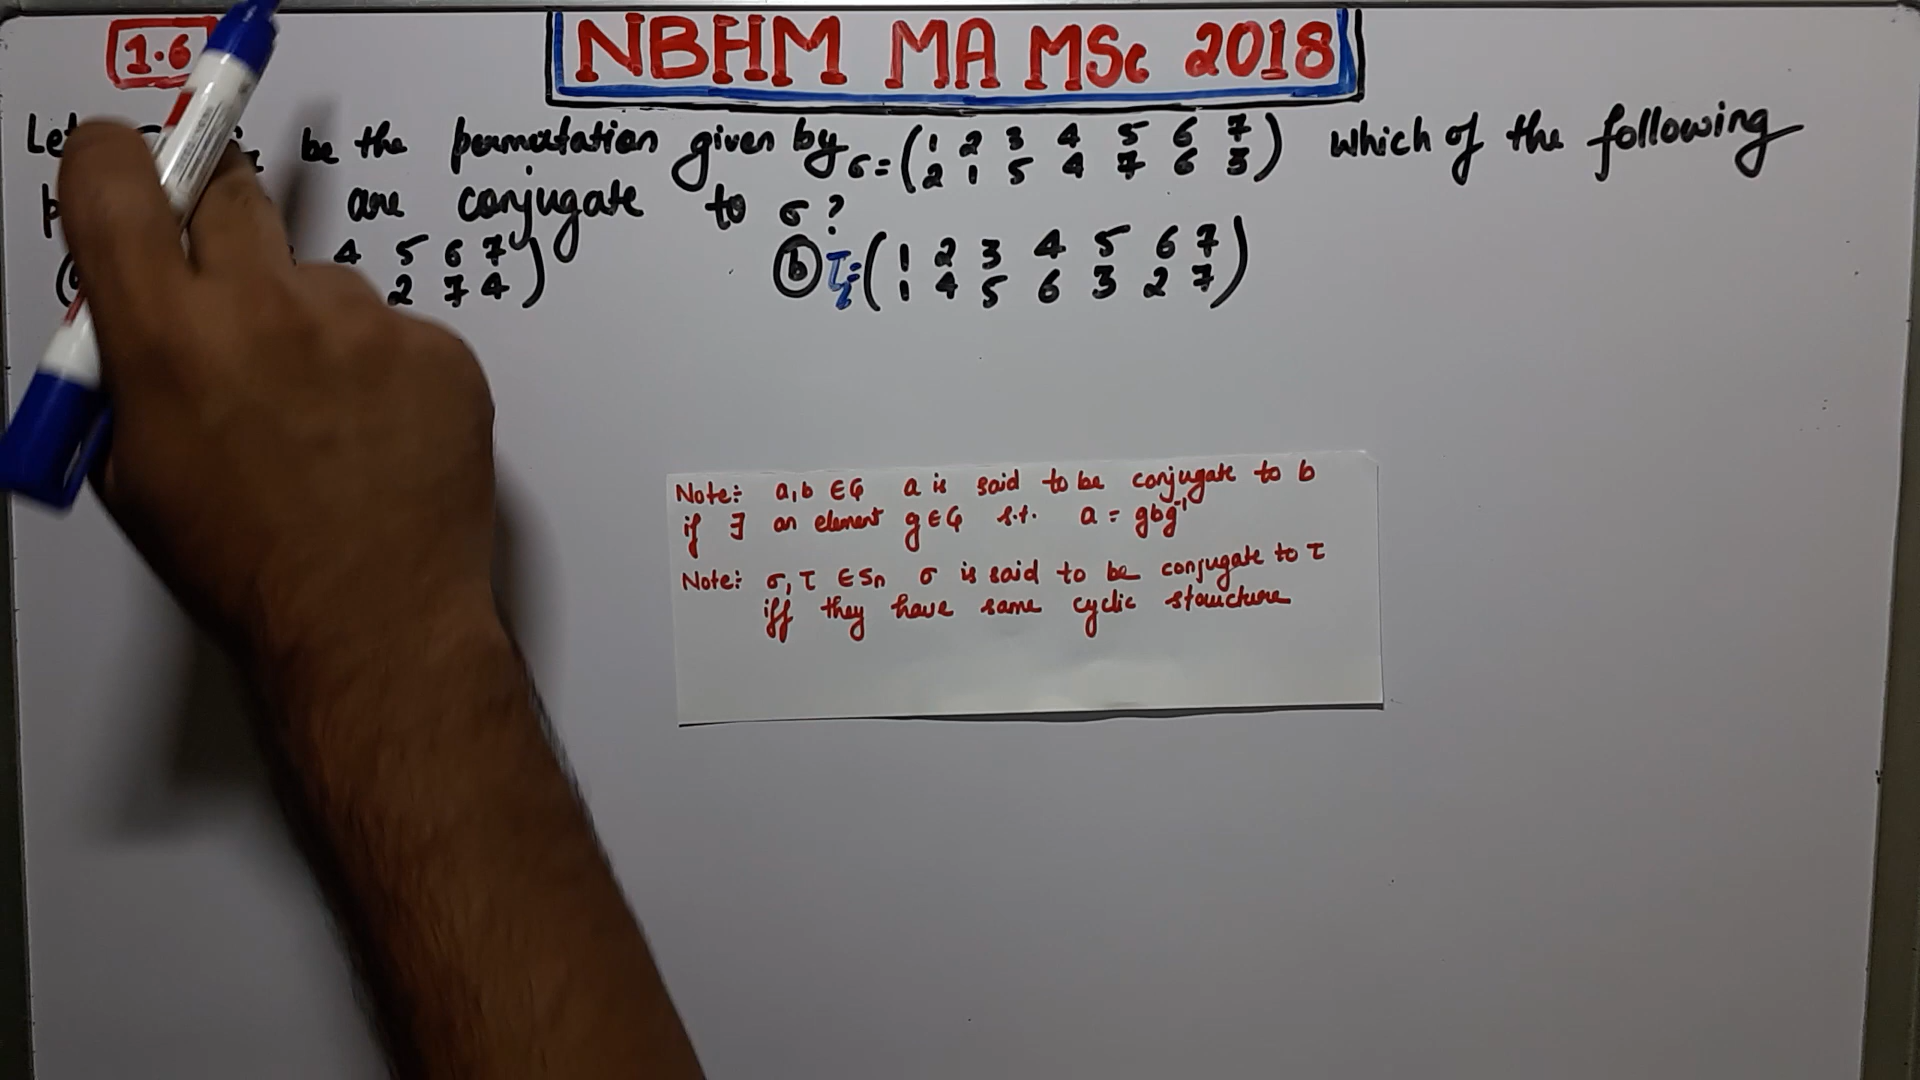 1.6
NBHM MA MSc 2018
Let be the permutation given by σ = ( 1 2 3 4 5 6 7 ) which of the following
2 1 5 4 7 6 3
are conjugate to σ ?
4 5 6 7 )
2 7 4
(b) τ₂ = ( 1 2 3 4 5 6 7 )
1 4 5 6 3 2 7
Note: a, b ∈ G a is said to be conjugate to b
if ∃ an element g ∈ G s.t. a = gbg⁻¹
Note: σ, τ ∈ Sn σ is said to be conjugate to τ
iff they have same cyclic structure